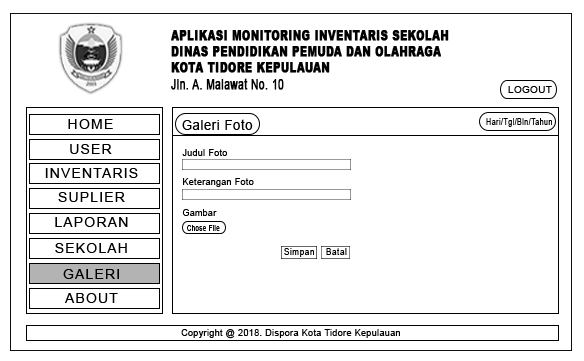 APLIKASI MONITORING INVENTARIS SEKOLAH
DINAS PENDIDIKAN PEMUDA DAN OLAHRAGA
KOTA TIDORE KEPULAUAN
Jln. A. Malawat No. 10
LOGOUT
HOME
USER
INVENTARIS
SUPLIER
LAPORAN
SEKOLAH
GALERI
ABOUT
Galeri Foto
Hari/Tgl/Bln/Tahun
Judul Foto
Keterangan Foto
Gambar
Chose File
Simpan Batal
Copyright @ 2018. Dispora Kota Tidore Kepulauan